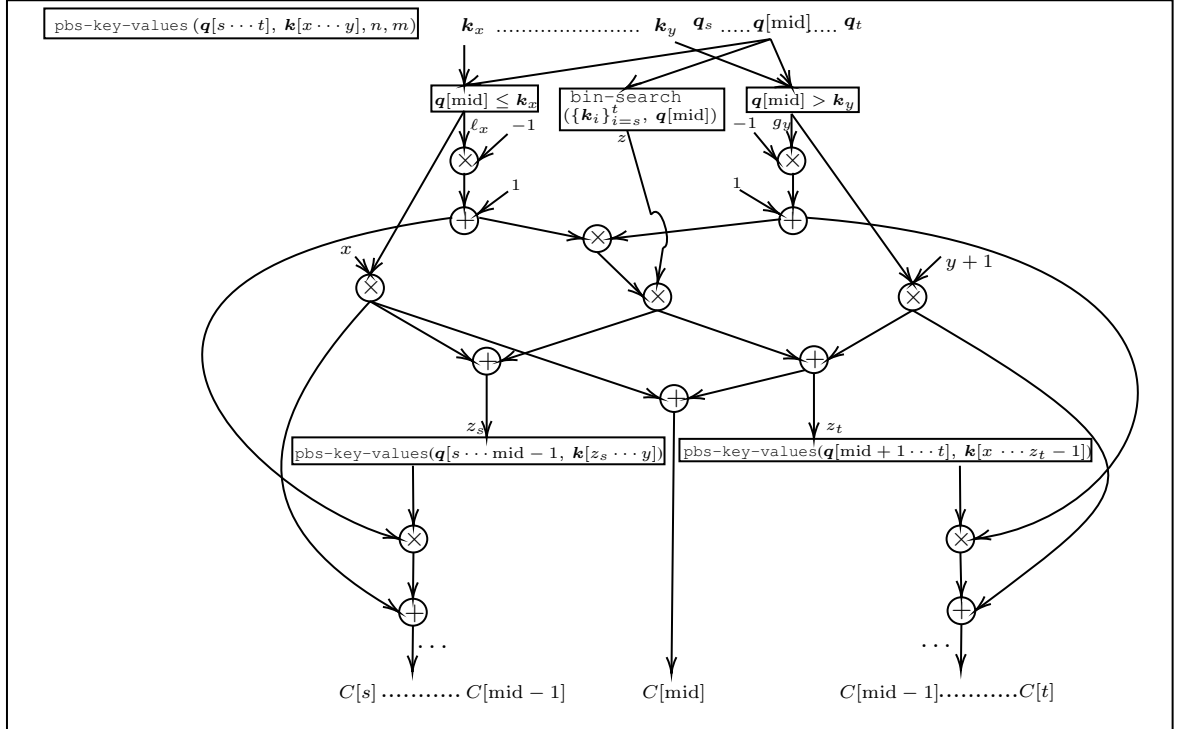 pbs-key-values (q[s ⋯ t], k[x ⋯ y], n, m)
k_x ........................ k_y q_s ..... q[mid] ..... q_t
q[mid] ≤ k_x
bin-search
({k_i}_{i=s}^t, q[mid])
q[mid] > k_y
ℓ_x −1 z −1 g_y
×
×
1 1
+
+
×
x y + 1
×
×
×
+
+
+
z_s z_t
pbs-key-values(q[s ⋯ mid − 1, k[z_s ⋯ y])
pbs-key-values(q[mid + 1 ⋯ t], k[x ⋯ z_t − 1])
×
×
+
+
... ...
C[s] ........... C[mid − 1] C[mid] C[mid − 1] ........... C[t]